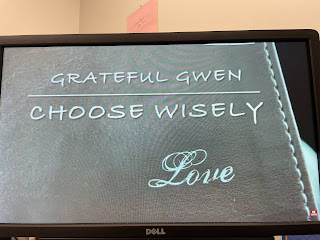 GRATEFUL GWEN
CHOOSE WISELY
Love
DELL